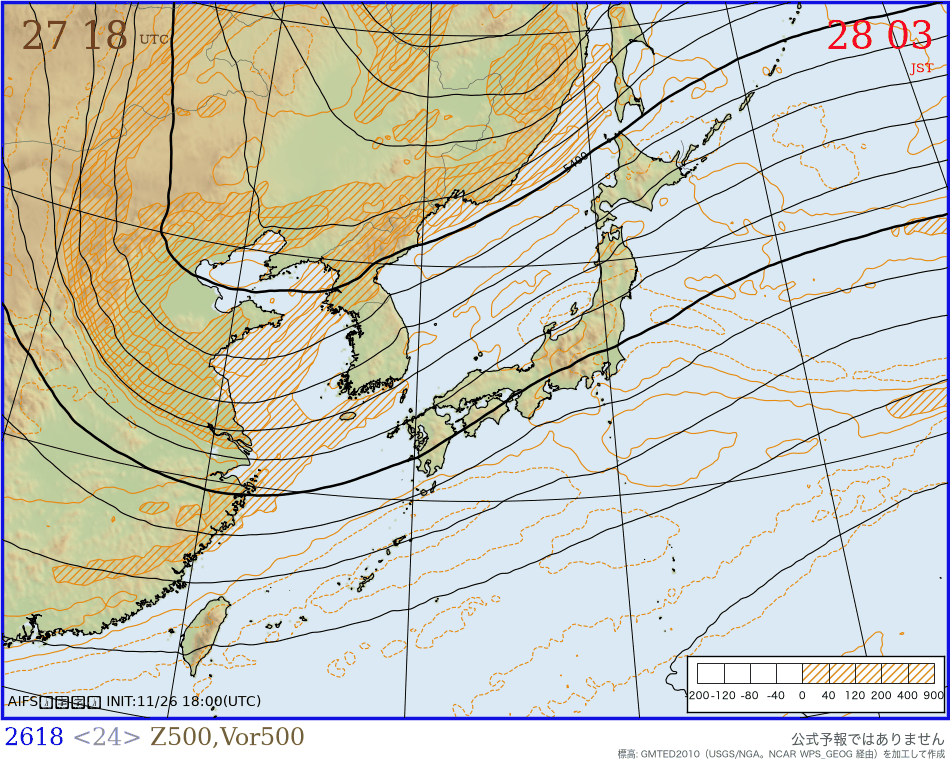 27 18 UTC
28 03
JST
5400
AIFS INIT:11/26 18:00(UTC)
200 -120 -80 -40 0 40 120 200 400 900
2618 <24> Z500,Vor500
公式予報ではありません
標高: GMTED2010（USGS/NGA。NCAR WPS_GEOG 経由）を加工して作成